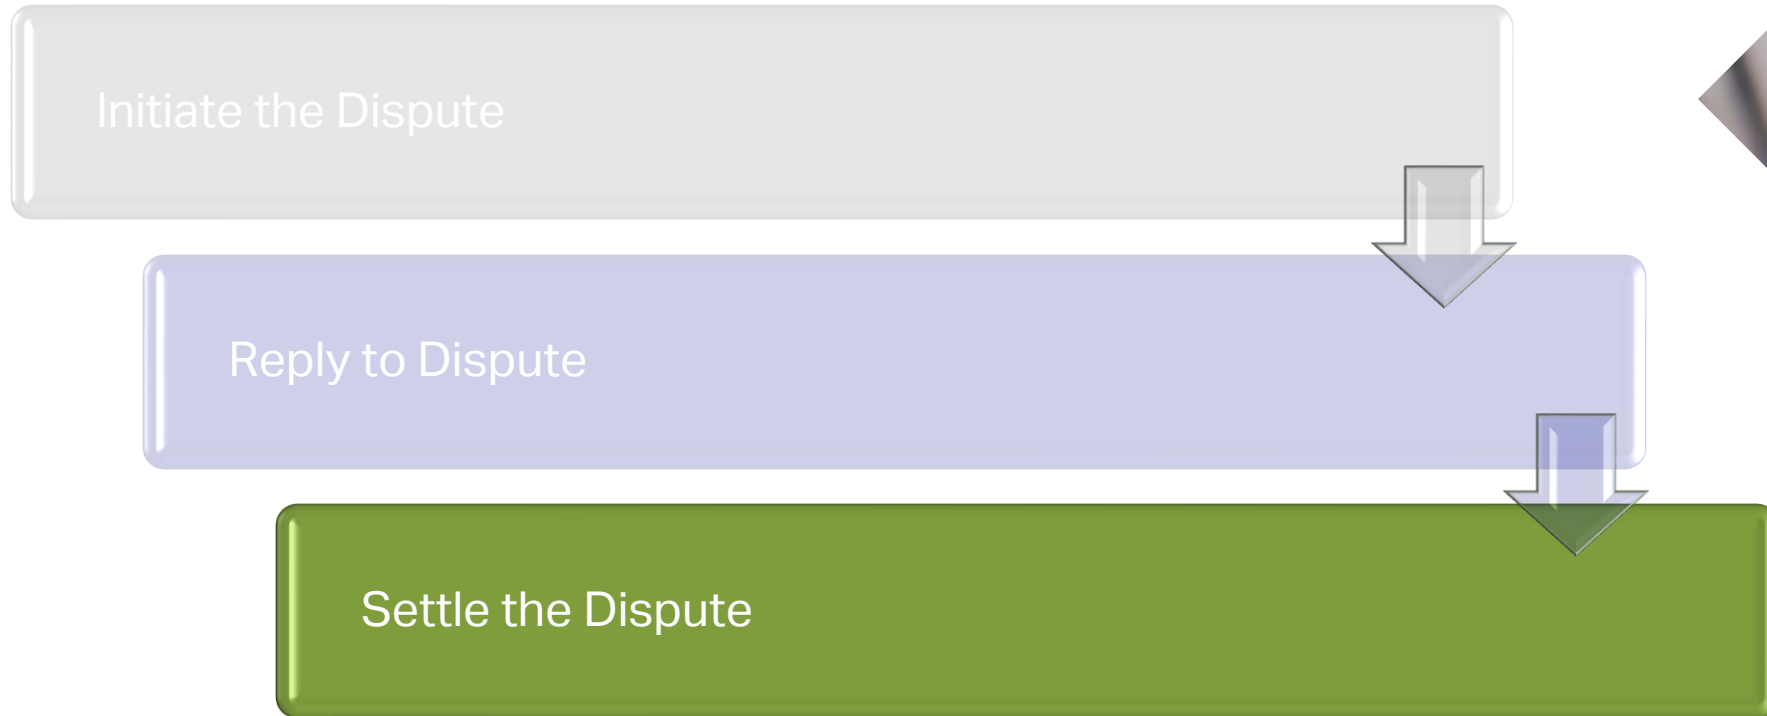 Initiate the Dispute
Reply to Dispute
Settle the Dispute